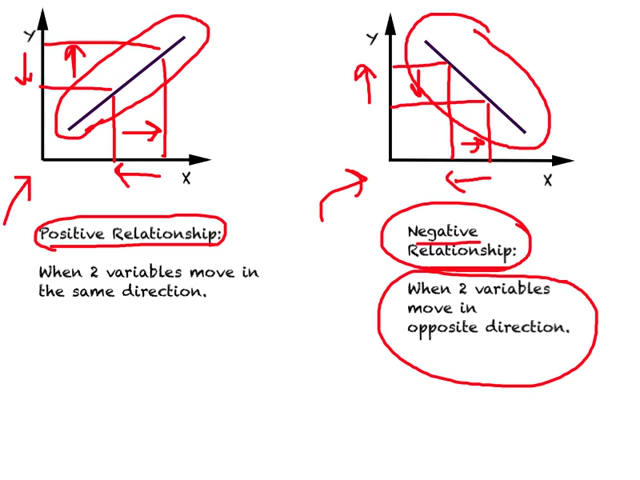 y
x
Positive Relationship:
When 2 variables move in
the same direction.
y
x
Negative
Relationship:
When 2 variables
move in
opposite direction.